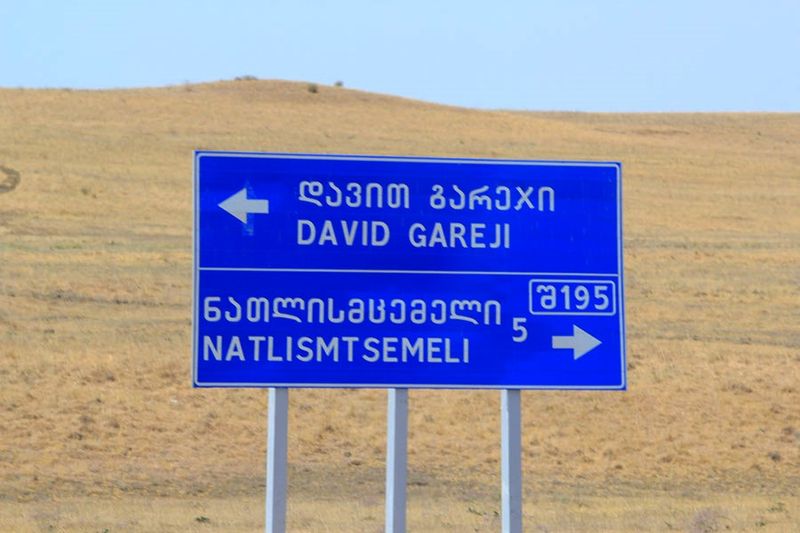 ᲓᲐᲕᲘᲗ ᲒᲐᲠᲔᲯᲘ
DAVID GAREJI
ᲜᲐᲗᲚᲘᲡᲛᲪᲔᲛᲔᲚᲘ 5 Შ195
NATLISMTSEMELI